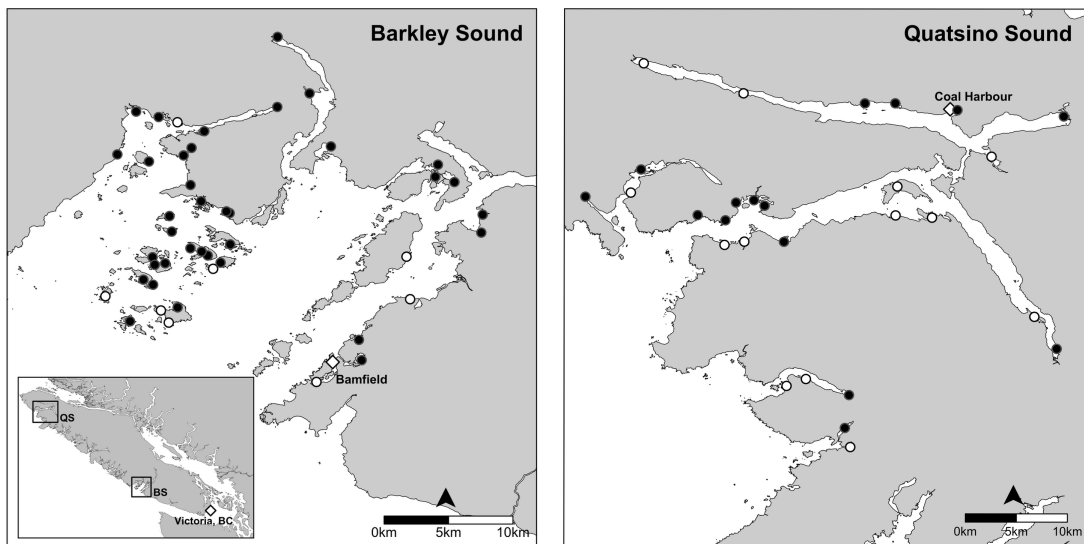 Barkley Sound
Bamfield
QS
BS
Victoria, BC
0km 5km 10km
Quatsino Sound
Coal Harbour
0km 5km 10km